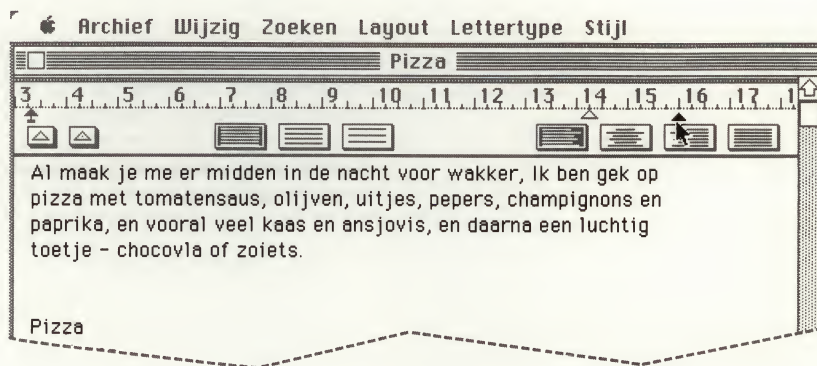 Archief Wijzig Zoeken Layout Lettertype Stijl
Pizza
3 4 5 6 7 8 9 10 11 12 13 14 15 16 17 1
Al maak je me er midden in de nacht voor wakker, Ik ben gek op
pizza met tomatensaus, olijven, uitjes, pepers, champignons en
paprika, en vooral veel kaas en ansjovis, en daarna een luchtig
toetje - chocovla of zoiets.
Pizza